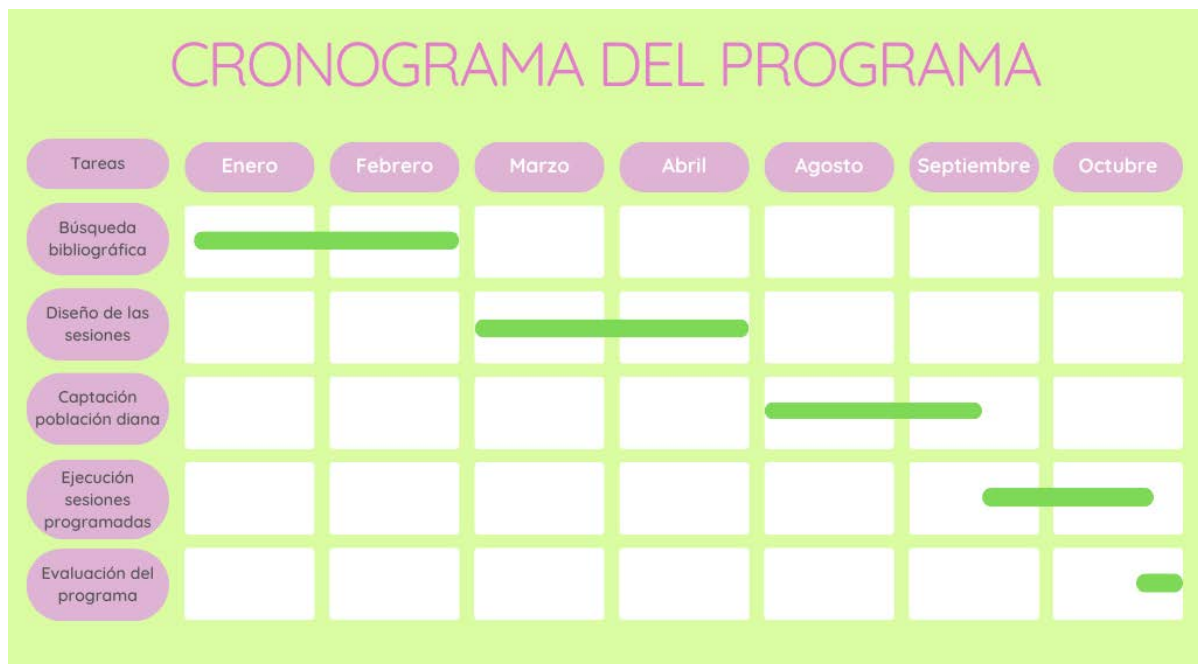 CRONOGRAMA DEL PROGRAMA
Tareas
Enero
Febrero
Marzo
Abril
Agosto
Septiembre
Octubre
Búsqueda
bibliográfica
Diseño de las
sesiones
Captación
población diana
Ejecución
sesiones
programadas
Evaluación del
programa